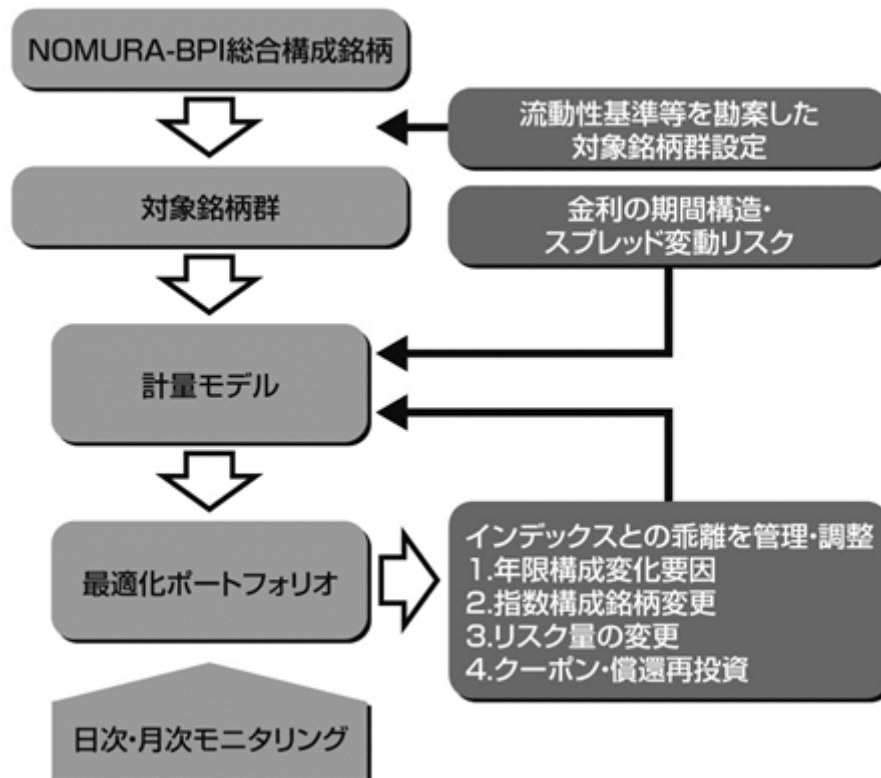 NOMURA-BPI総合構成銘柄
流動性基準等を勘案した
対象銘柄群設定
対象銘柄群
金利の期間構造・
スプレッド変動リスク
計量モデル
最適化ポートフォリオ
インデックスとの乖離を管理・調整
1.年限構成変化要因
2.指数構成銘柄変更
3.リスク量の変更
4.クーポン・償還再投資
日次・月次モニタリング